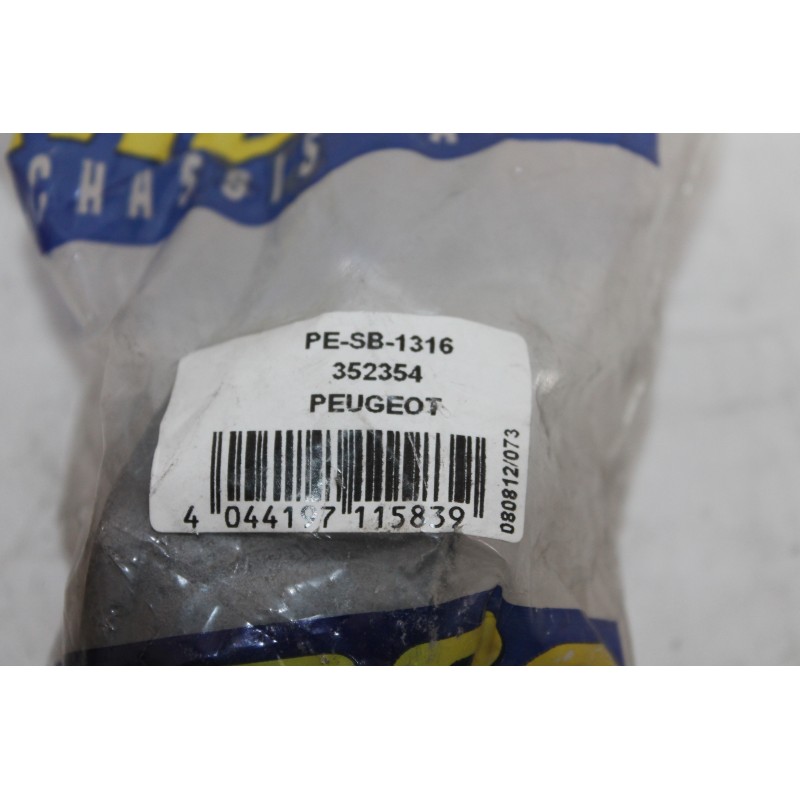 CHASSIS
PE-SB-1316
352354
PEUGEOT
4 044197 115839
080812/073